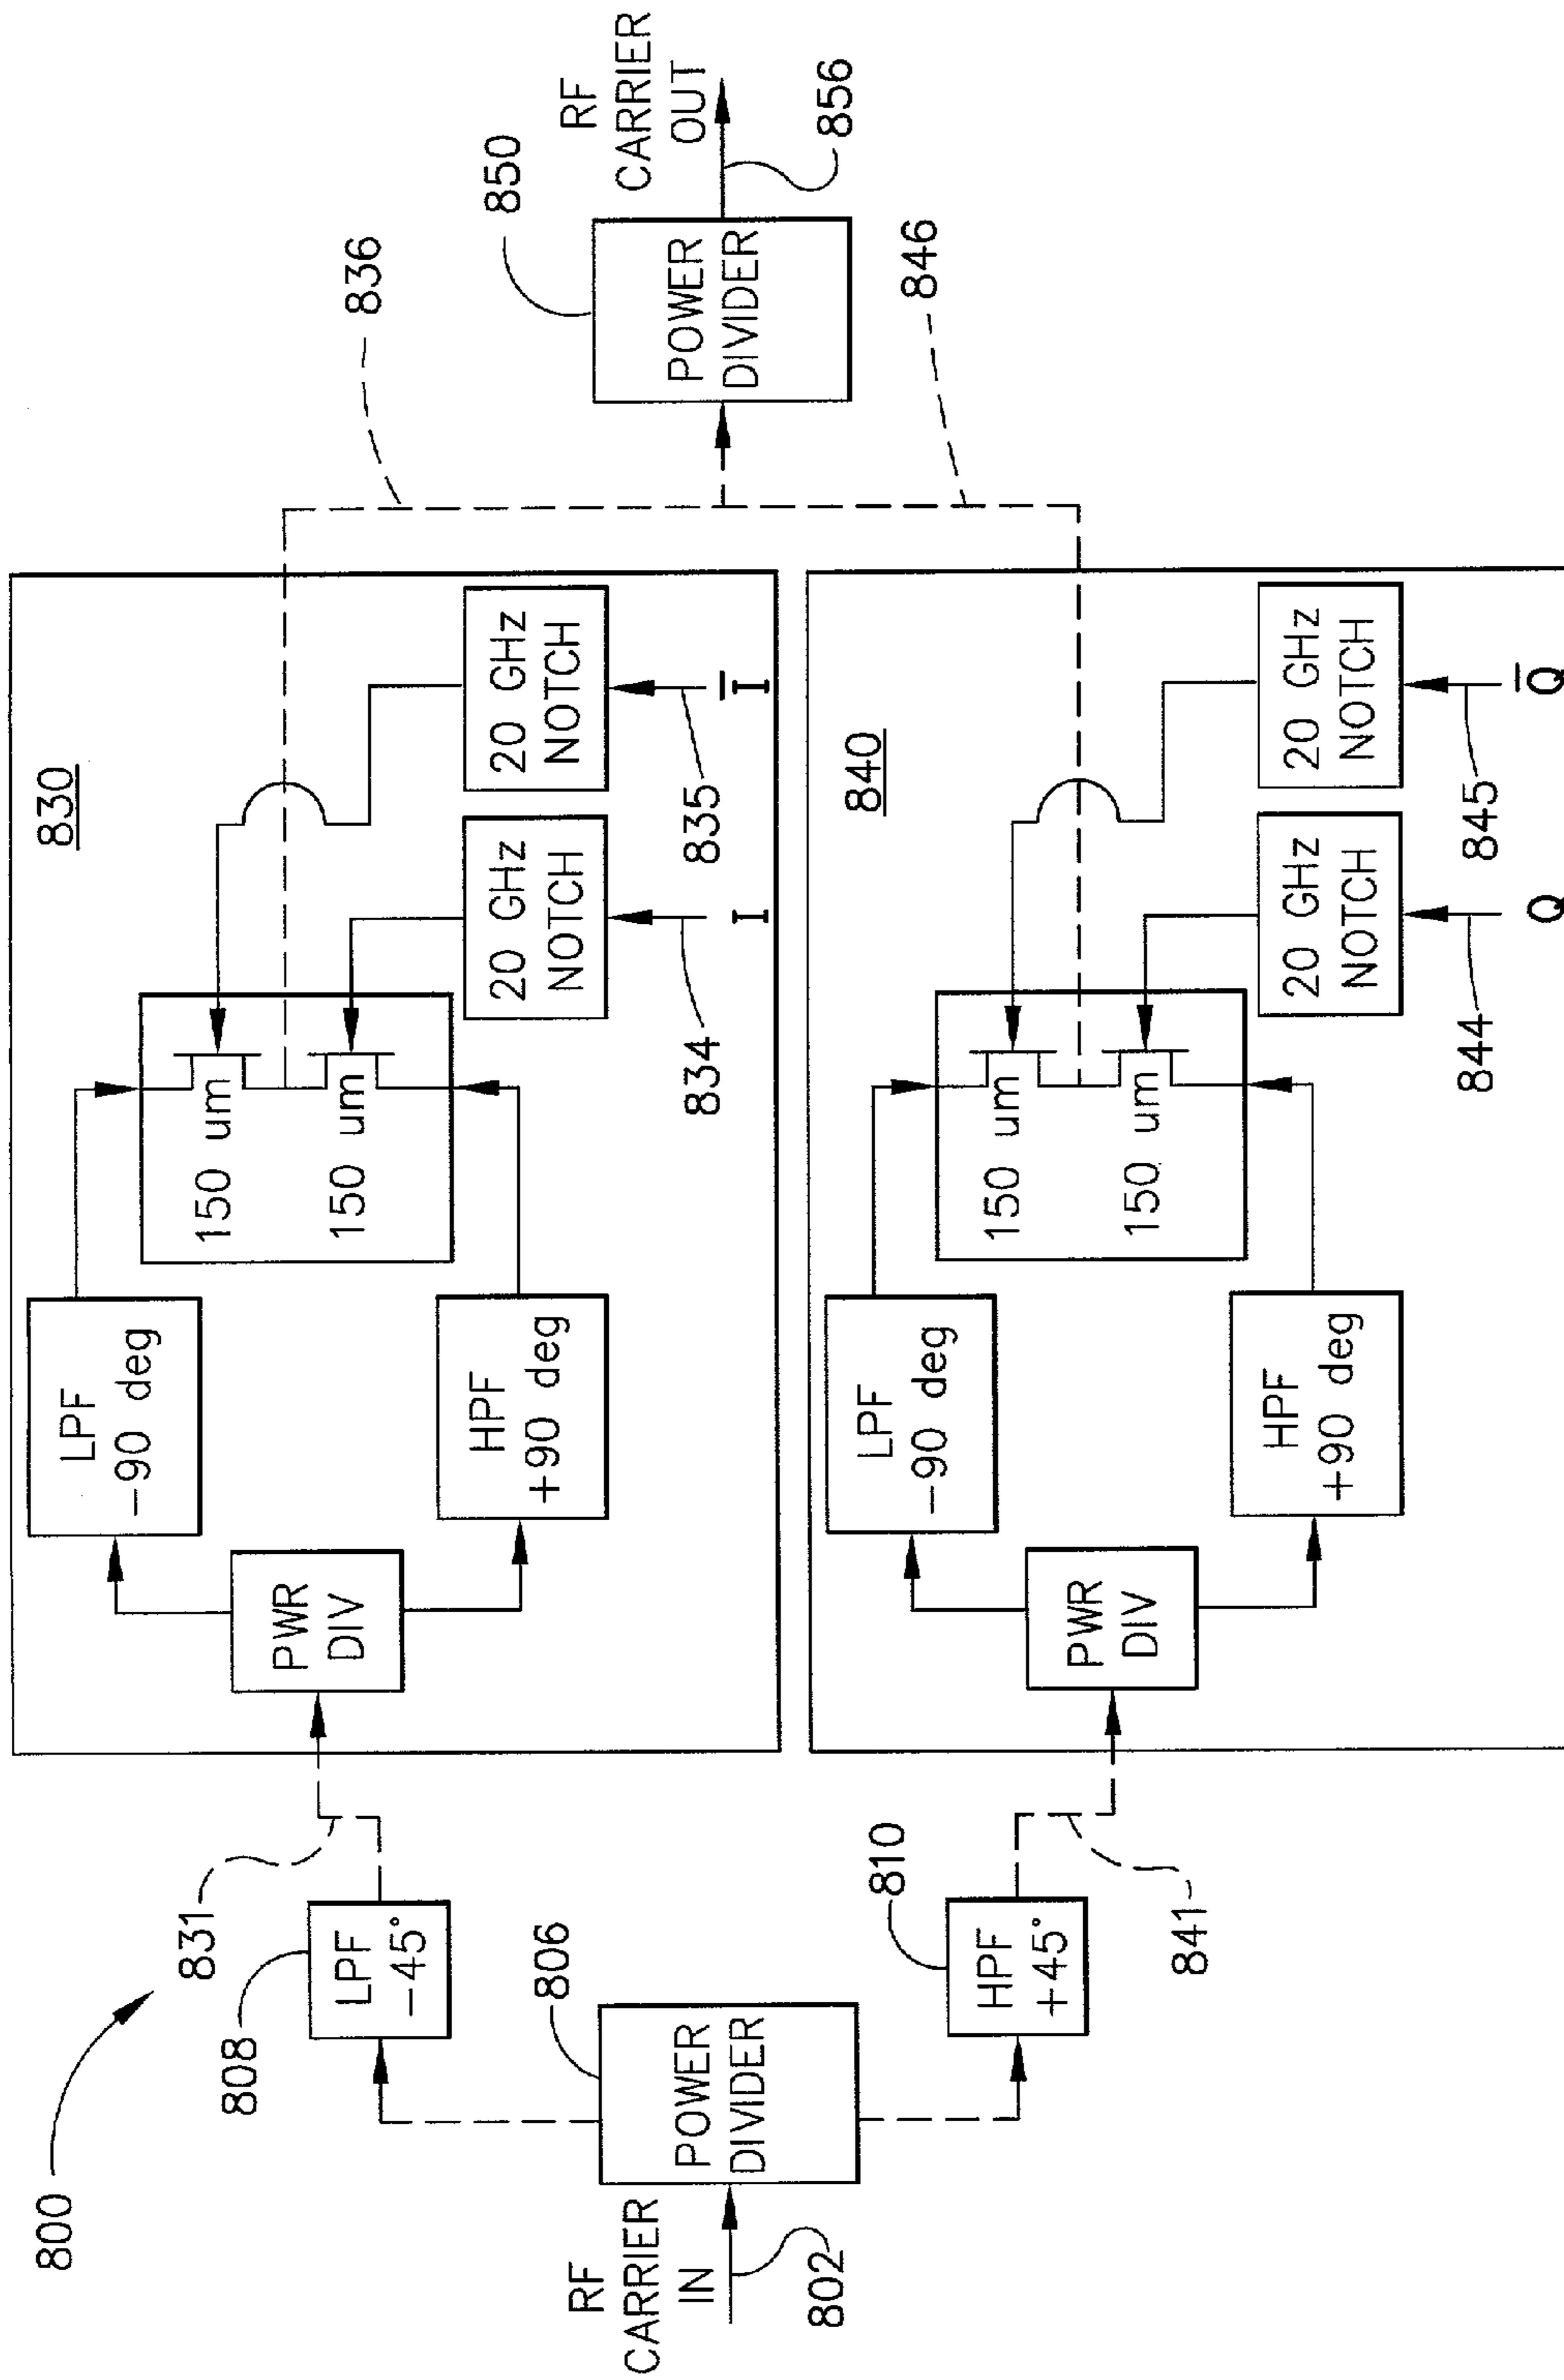 800
RF
CARRIER
IN
802
POWER
DIVIDER
806
808
LPF
-45°
831
810
HPF
+45°
841
830
PWR
DIV
LPF
-90 deg
HPF
+90 deg
150 um
150 um
20 GHz
NOTCH
20 GHz
NOTCH
834
I
835
I̅
840
PWR
DIV
LPF
-90 deg
HPF
+90 deg
150 um
150 um
20 GHz
NOTCH
20 GHz
NOTCH
844
Q
845
Q̅
836
846
850
POWER
DIVIDER
RF
CARRIER
OUT
856